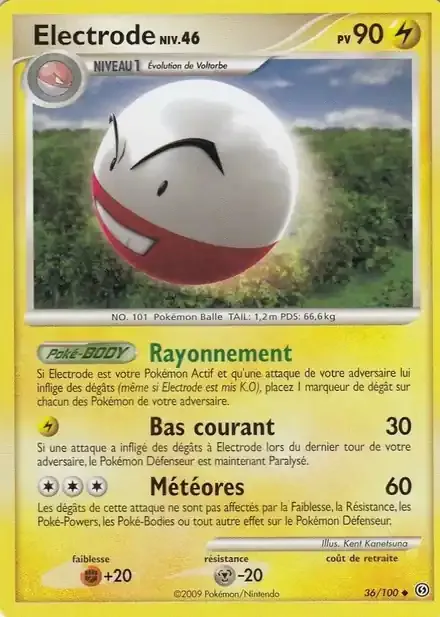 Electrode NIV.46
PV 90
NIVEAU 1 Évolution de Voltorbe
NO. 101 Pokémon Balle TAIL: 1,2m PDS: 66,6kg
Poké-BODY Rayonnement
Si Electrode est votre Pokémon Actif et qu'une attaque de votre adversaire lui
inflige des dégâts (même si Electrode est mis K.O), placez 1 marqueur de dégât sur
chacun des Pokémon de votre adversaire.
Bas courant 30
Si une attaque a infligé des dégâts à Electrode lors du dernier tour de votre
adversaire, le Pokémon Défenseur est maintenant Paralysé.
Météores 60
Les dégâts de cette attaque ne sont pas affectés par la Faiblesse, la Résistance, les
Poké-Powers, les Poké-Bodies ou tout autre effet sur le Pokémon Défenseur.
Illus. Kent Kanetsuna
faiblesse résistance coût de retraite
+20 -20
©2009 Pokémon/Nintendo 36/100